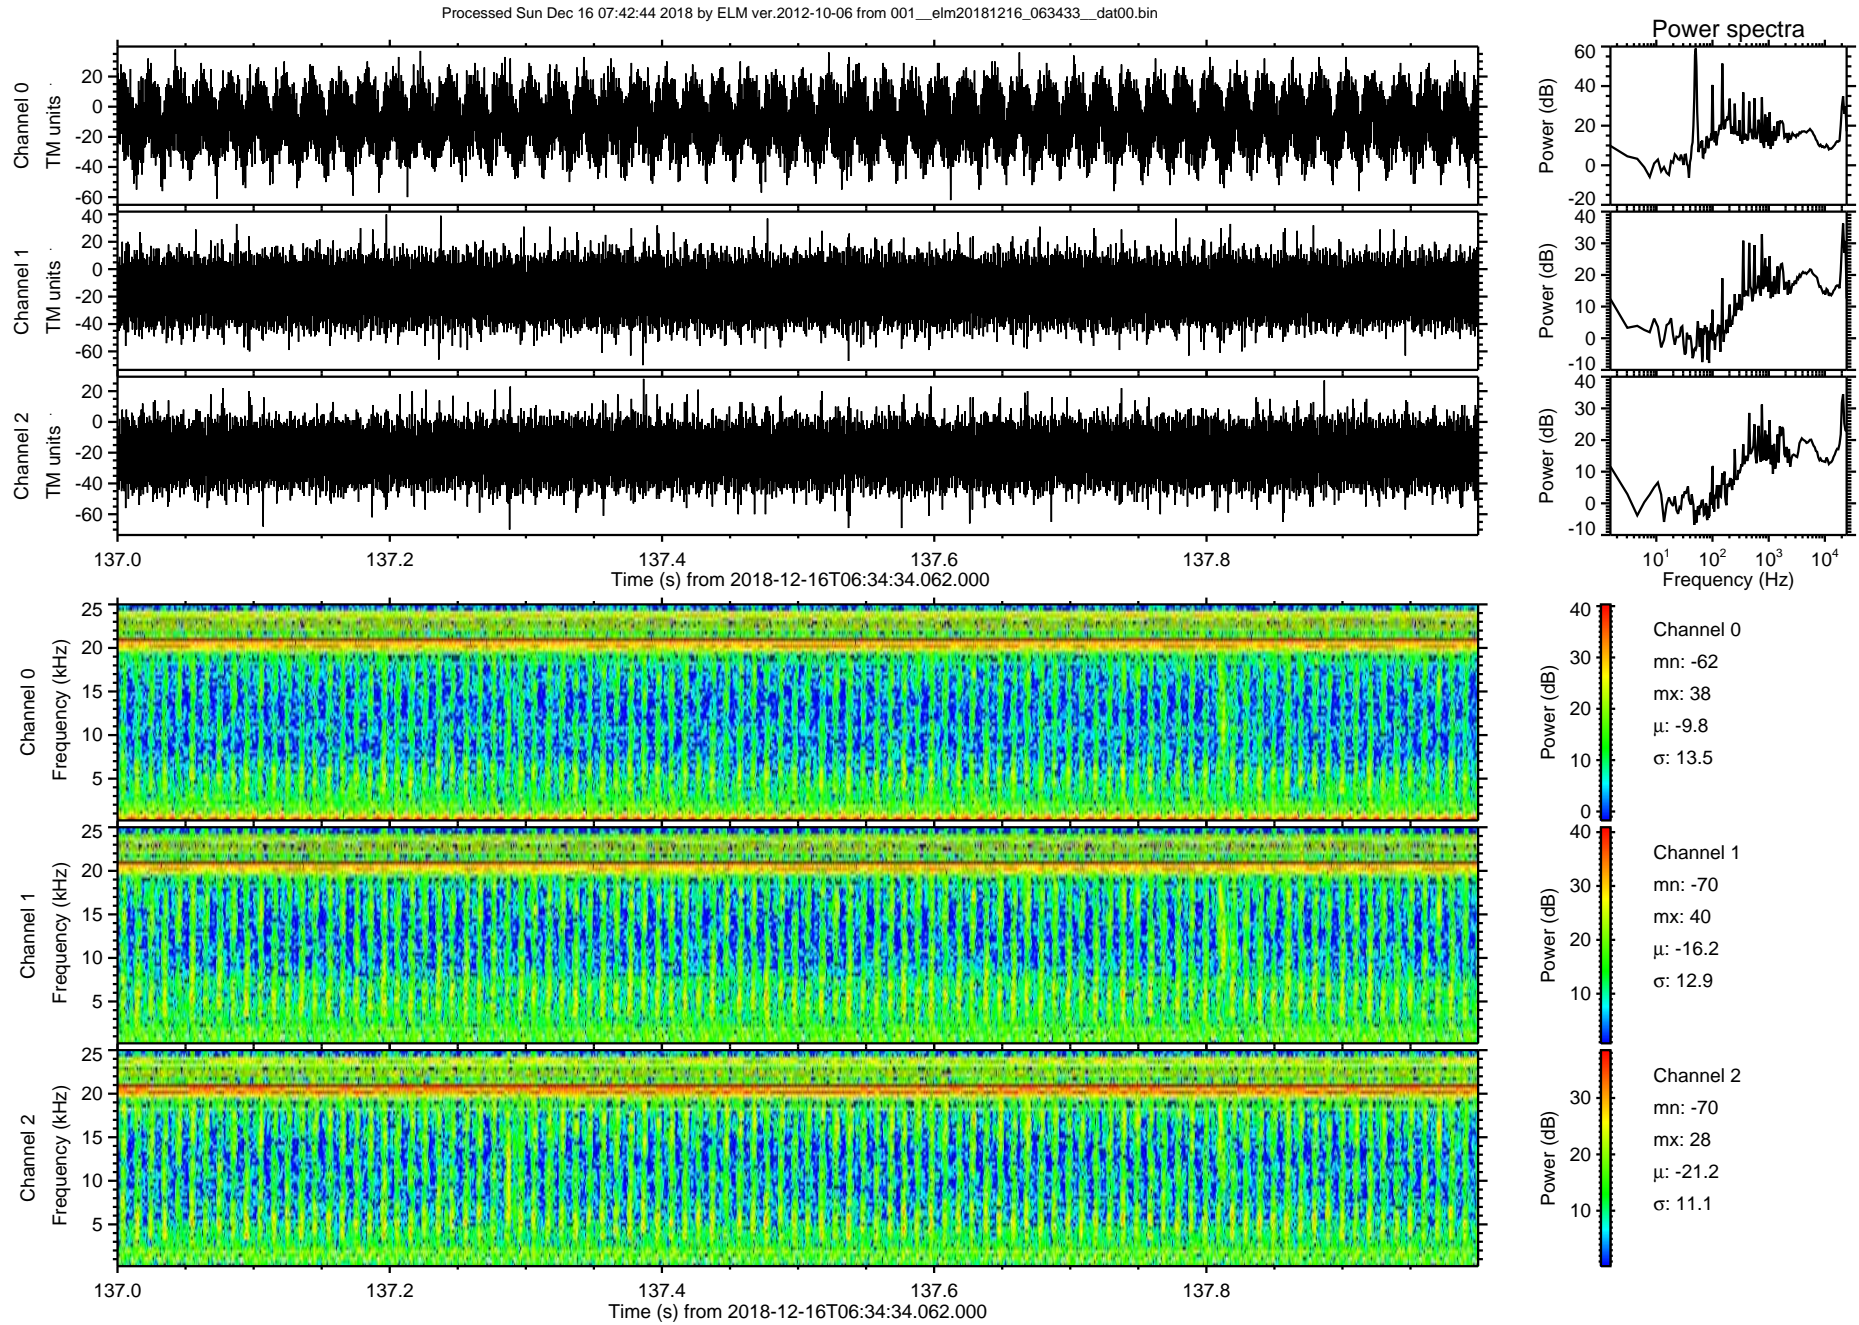 Processed Sun Dec 16 07:42:44 2018 by ELM ver.2012-10-06 from 001__elm20181216_063433__dat00.bin
Power spectra
Channel 0
TM units
20
0
-20
-40
-60
Power (dB)
60
40
20
0
-20
Channel 1
TM units
40
20
0
-20
-40
-60
Power (dB)
40
30
20
10
0
-10
Channel 2
TM units
20
0
-20
-40
-60
Power (dB)
40
30
20
10
0
-10
137.0 137.2 137.4 137.6 137.8
Time (s) from 2018-12-16T06:34:34.062.000
10^1 10^2 10^3 10^4
Frequency (Hz)
Channel 0
Frequency (kHz)
25
20
15
10
5
Power (dB)
40
30
20
10
0
Channel 0
mn: -62
mx: 38
μ: -9.8
σ: 13.5
Channel 1
Frequency (kHz)
25
20
15
10
5
Power (dB)
40
30
20
10
Channel 1
mn: -70
mx: 40
μ: -16.2
σ: 12.9
Channel 2
Frequency (kHz)
25
20
15
10
5
Power (dB)
30
20
10
Channel 2
mn: -70
mx: 28
μ: -21.2
σ: 11.1
137.0 137.2 137.4 137.6 137.8
Time (s) from 2018-12-16T06:34:34.062.000